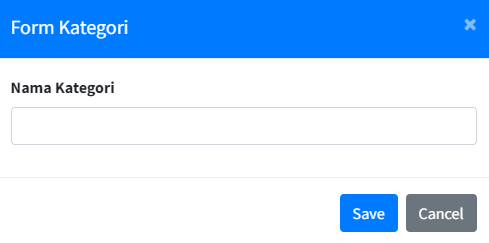 Form Kategori
×
Nama Kategori
Save
Cancel